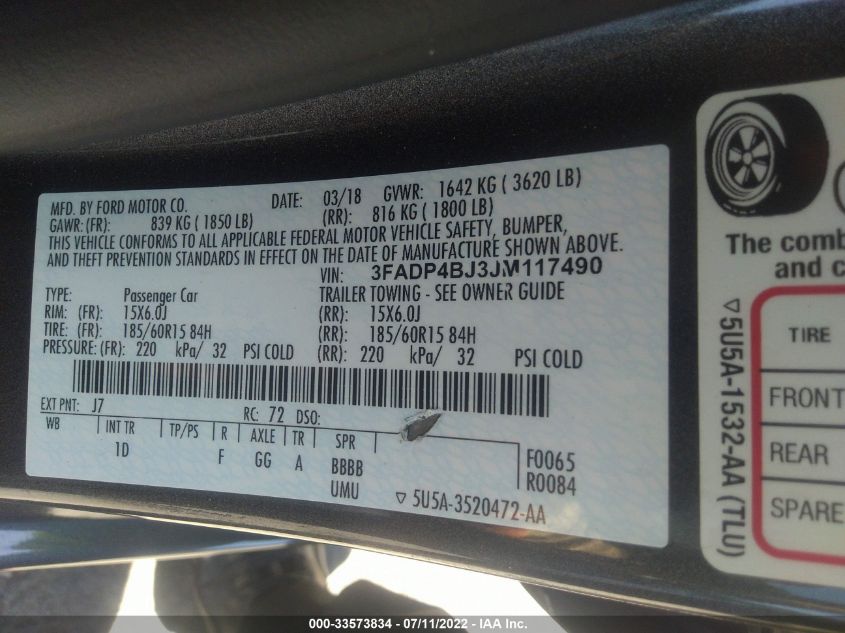 MFD. BY FORD MOTOR CO.
DATE: 03/18 GVWR: 1642 KG ( 3620 LB)
GAWR: (FR): 839 KG ( 1850 LB) (RR): 816 KG ( 1800 LB)
THIS VEHICLE CONFORMS TO ALL APPLICABLE FEDERAL MOTOR VEHICLE SAFETY, BUMPER,
AND THEFT PREVENTION STANDARDS IN EFFECT ON THE DATE OF MANUFACTURE SHOWN ABOVE.
VIN: 3FADP4BJ3JM117490
TYPE: Passenger Car TRAILER TOWING - SEE OWNER GUIDE
RIM: (FR): 15X6.0J (RR): 15X6.0J
TIRE: (FR): 185/60R15 84H (RR): 185/60R15 84H
PRESSURE: (FR): 220 kPa/ 32 PSI COLD (RR): 220 kPa/ 32 PSI COLD
EXT PNT: J7 RC: 72 DSO:
WB INT TR TP/PS R AXLE TR SPR
1D F GG A BBBB F0065
UMU R0084
5U5A-3520472-AA
The comb
and c
5U5A-1532-AA (TLU)
TIRE
FRONT
REAR
SPARE
000-33573834 - 07/11/2022 - IAA Inc.